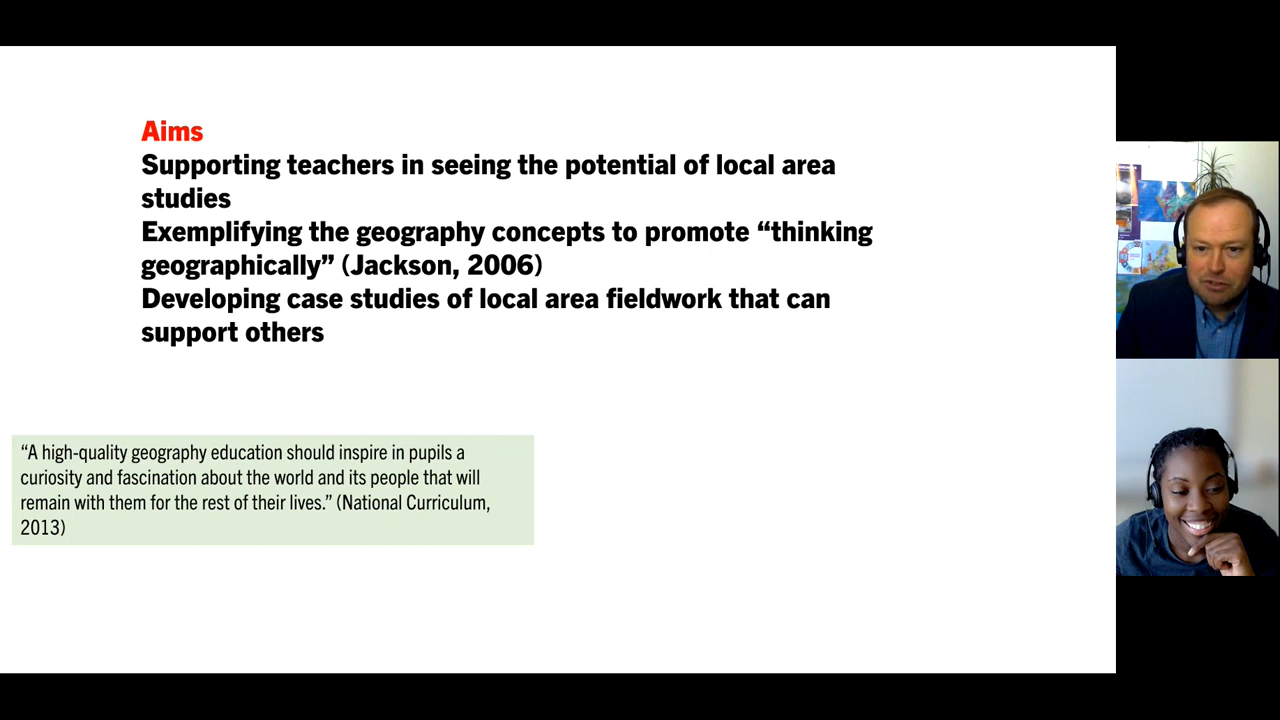 Aims
Supporting teachers in seeing the potential of local area
studies
Exemplifying the geography concepts to promote “thinking
geographically” (Jackson, 2006)
Developing case studies of local area fieldwork that can
support others
“A high-quality geography education should inspire in pupils a
curiosity and fascination about the world and its people that will
remain with them for the rest of their lives.” (National Curriculum,
2013)